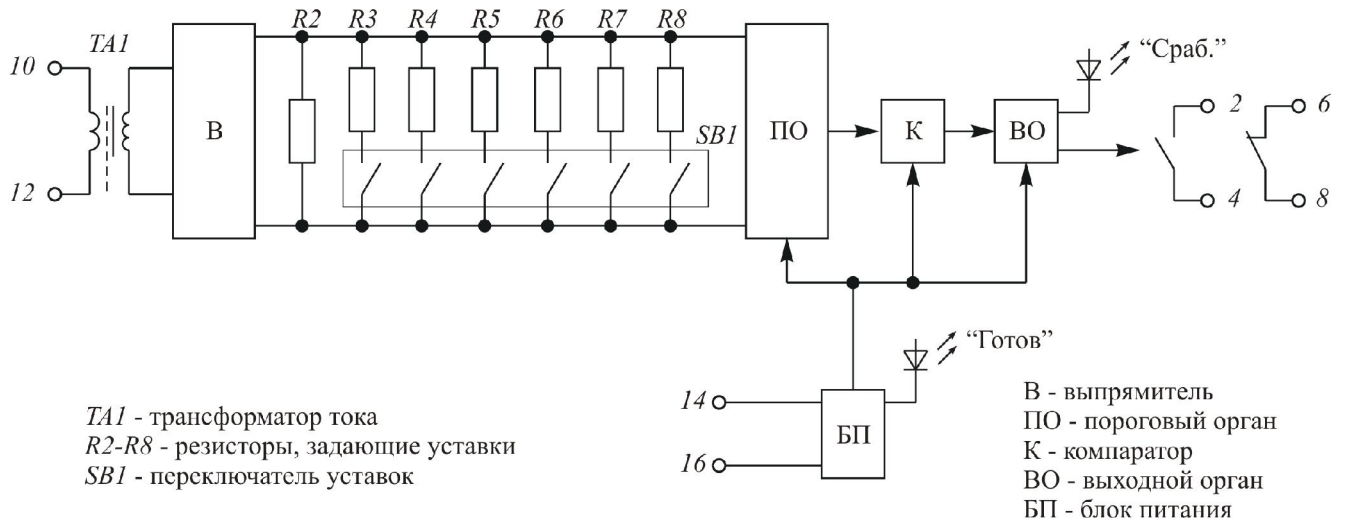 R2 R3 R4 R5 R6 R7 R8
TA1
“Сраб.”
10
2
6
SB1
В
ПО
К
ВО
12
4
8
“Готов”
14
БП
16
TA1 - трансформатор тока
R2-R8 - резисторы, задающие уставки
SB1 - переключатель уставок
В - выпрямитель
ПО - пороговый орган
К - компаратор
ВО - выходной орган
БП - блок питания